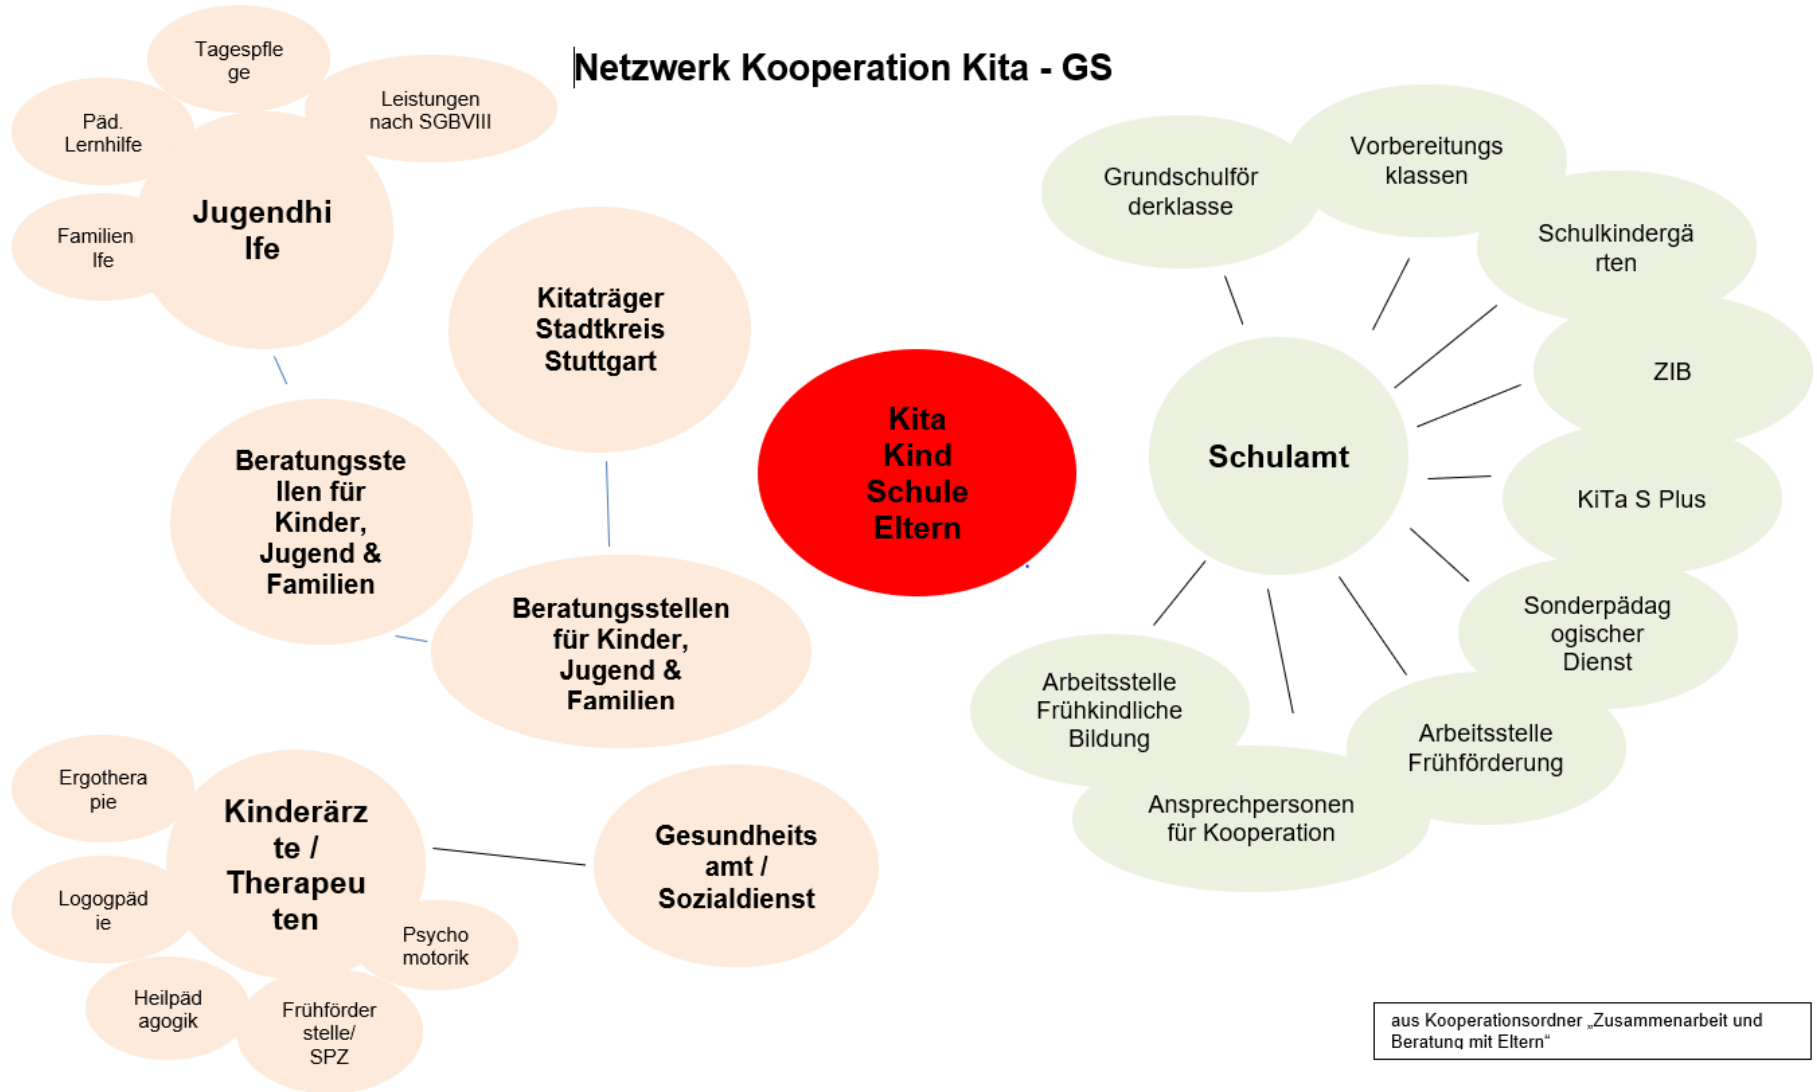 Netzwerk Kooperation Kita - GS
Tagespfle
ge
Leistungen
nach SGBVIII
Päd.
Lernhilfe
Familien
lfe
Jugendhi
lfe
Kitaträger
Stadtkreis
Stuttgart
Beratungsste
llen für
Kinder,
Jugend &
Familien
Beratungsstellen
für Kinder,
Jugend &
Familien
Kita
Kind
Schule
Eltern
Grundschulför
derklasse
Vorbereitungs
klassen
Schulkindergä
rten
ZIB
KiTa S Plus
Sonderpädag
ogischer
Dienst
Arbeitsstelle
Frühförderung
Ansprechpersonen
für Kooperation
Arbeitsstelle
Frühkindliche
Bildung
Schulamt
Ergothera
pie
Logogpäd
ie
Heilpäd
agogik
Frühförder
stelle/
SPZ
Psycho
motorik
Kinderärz
te /
Therapeu
ten
Gesundheits
amt /
Sozialdienst
aus Kooperationsordner „Zusammenarbeit und
Beratung mit Eltern“